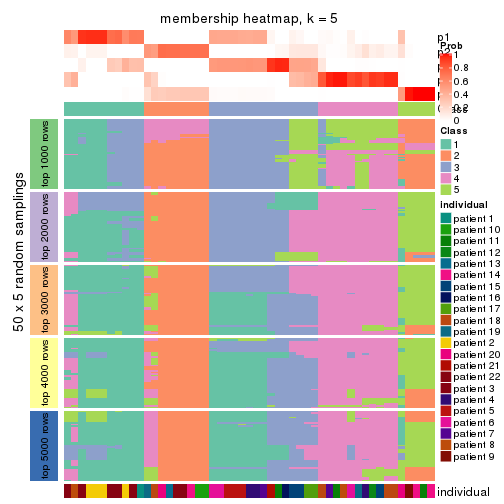 membership heatmap, k = 5
p1
Prob
1
0.8
0.6
0.4
0.2
0
Class
1
2
3
4
5
individual
patient 1
patient 10
patient 11
patient 12
patient 13
patient 14
patient 15
patient 16
patient 17
patient 18
patient 19
patient 2
patient 20
patient 21
patient 22
patient 3
patient 4
patient 5
patient 6
patient 7
patient 8
patient 9
50 x 5 random samplings
top 1000 rows
top 2000 rows
top 3000 rows
top 4000 rows
top 5000 rows
individual